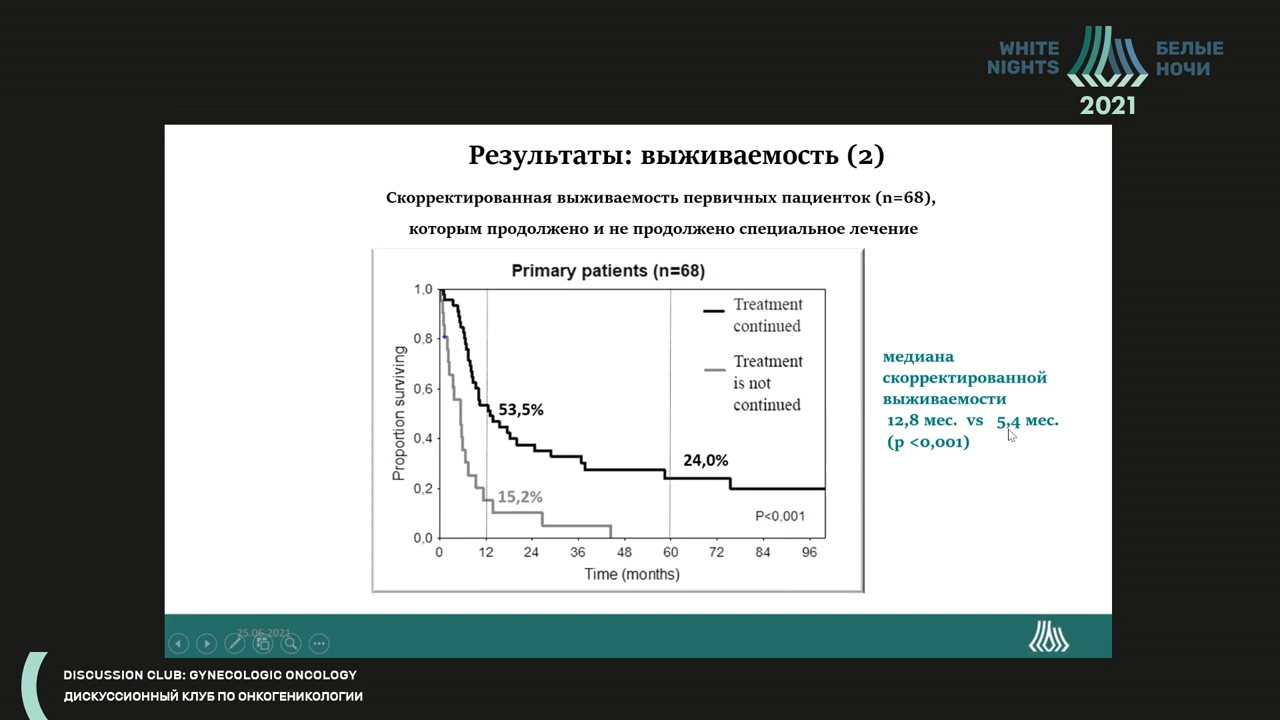 WHITE
NIGHTS
БЕЛЫЕ
НОЧИ
2021
Результаты: выживаемость (2)
Скорректированная выживаемость первичных пациенток (n=68),
которым продолжено и не продолжено специальное лечение
Primary patients (n=68)
Proportion surviving
1,0
0,8
0,6
0,4
0,2
0,0
Treatment
continued
Treatment
is not
continued
53,5%
24,0%
15,2%
P<0,001
0 12 24 36 48 60 72 84 96
Time (months)
медиана
скорректированной
выживаемости
12,8 мес. vs 5,4 мес.
(p <0,001)
25.06.2021
DISCUSSION CLUB: GYNECOLOGIC ONCOLOGY
ДИСКУССИОННЫЙ КЛУБ ПО ОНКОГЕНИКОЛОГИИ